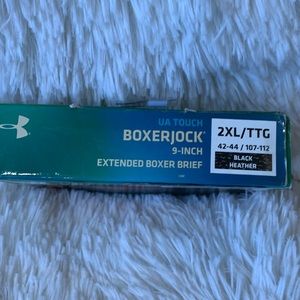 UA TOUCH
BOXERJOCK
9-INCH
EXTENDED BOXER BRIEF
2XL/TTG
42-44 / 107-112
BLACK
HEATHER